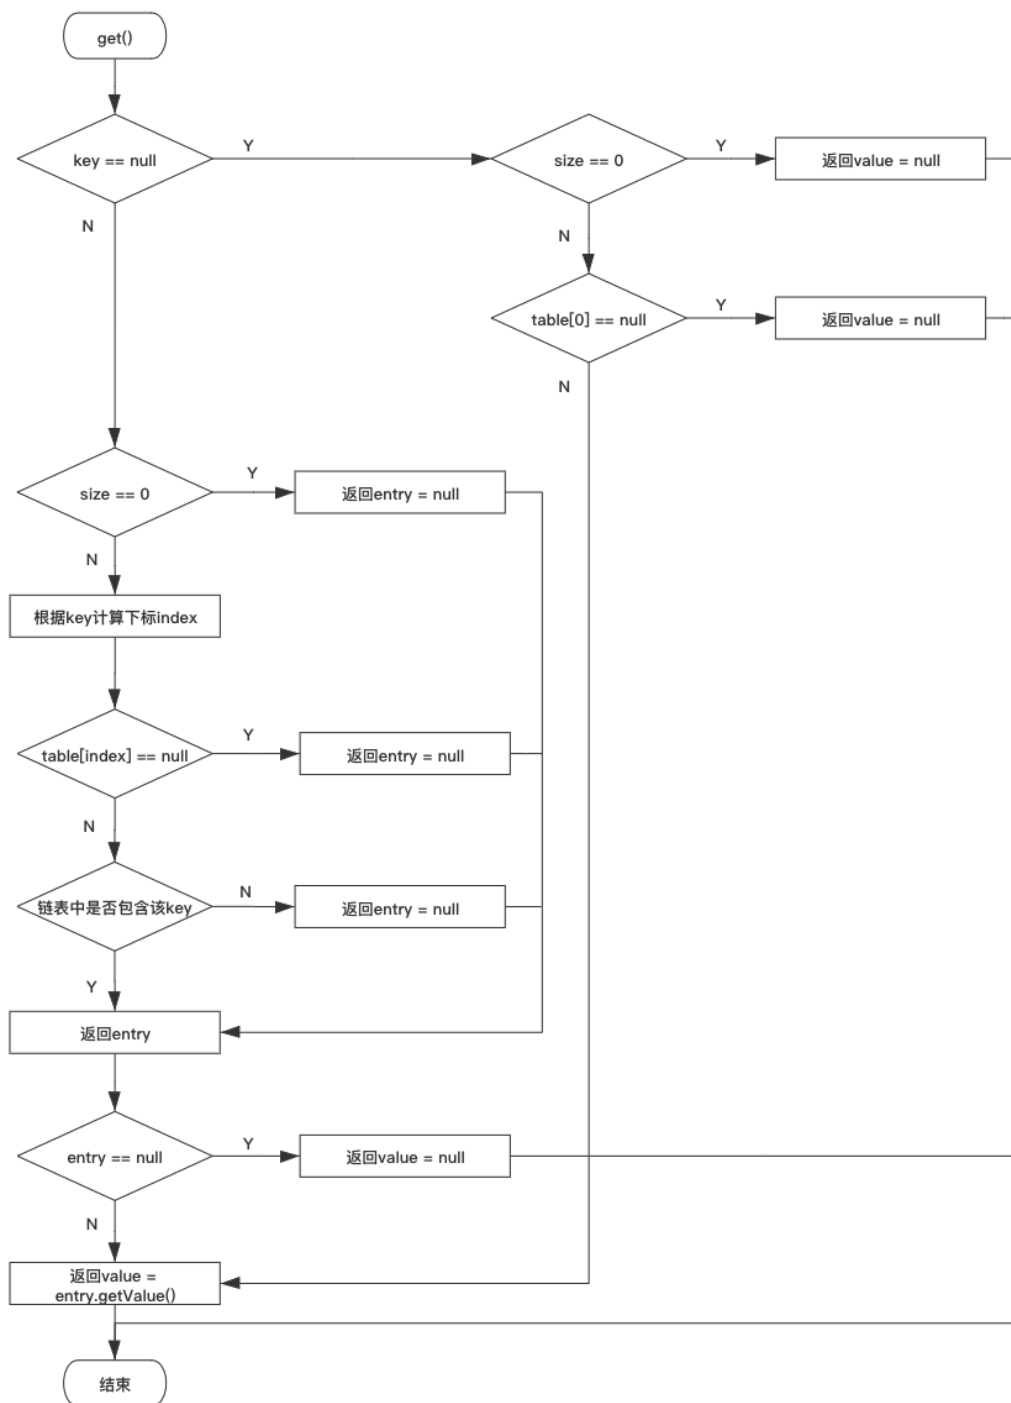 get()
key == null
Y
size == 0
Y
返回value = null
N
N
table[0] == null
Y
返回value = null
N
size == 0
Y
返回entry = null
N
根据key计算下标index
table[index] == null
Y
返回entry = null
N
链表中是否包含该key
N
返回entry = null
Y
返回entry
entry == null
Y
返回value = null
N
返回value =
entry.getValue()
结束